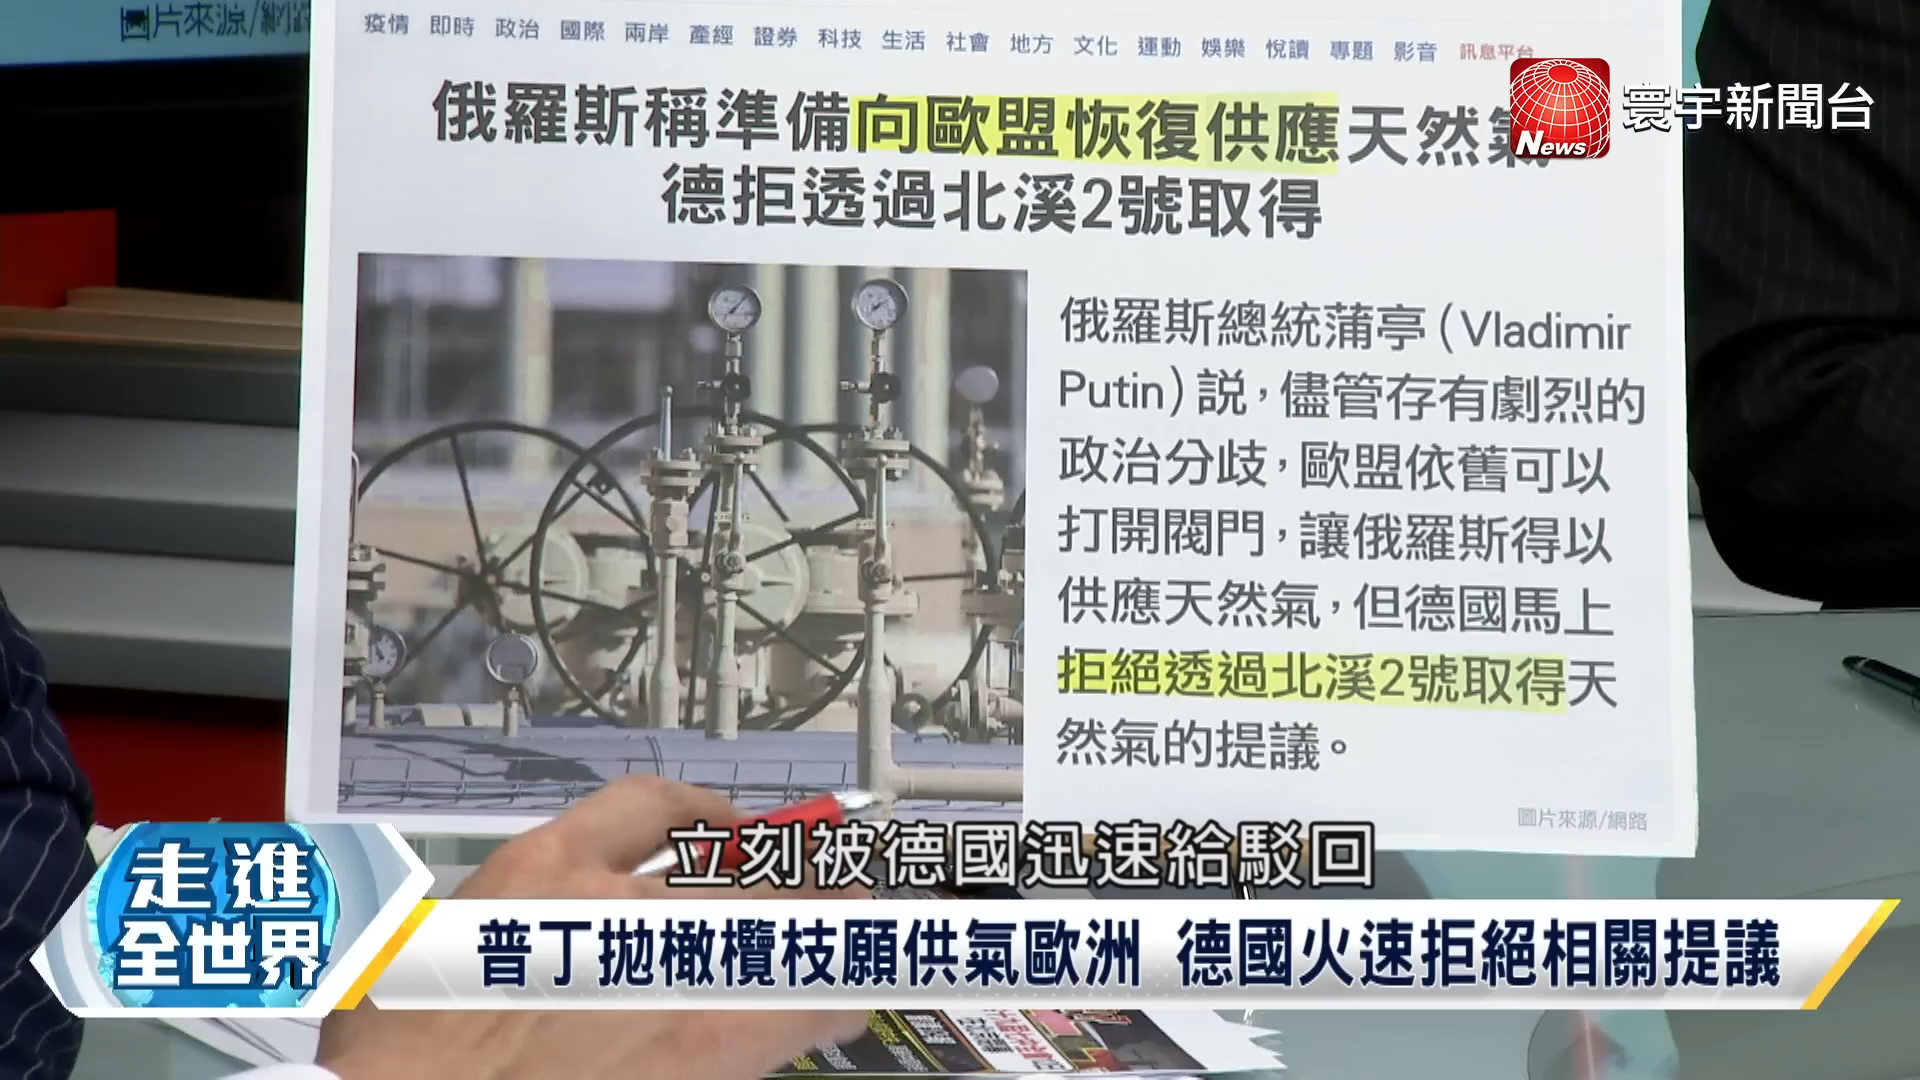 圖片來源/網路
疫情 即時 政治 國際 兩岸 產經 證券 科技 生活 社會 地方 文化 運動 娛樂 悅讀 專題 影音 訊息平台
俄羅斯稱準備向歐盟恢復供應天然氣
德拒透過北溪2號取得
News
寰宇新聞台
俄羅斯總統蒲亭(Vladimir
Putin)說,儘管存有劇烈的
政治分歧,歐盟依舊可以
打開閥門,讓俄羅斯得以
供應天然氣,但德國馬上
拒絕透過北溪2號取得天
然氣的提議。
圖片來源/網路
立刻被德國迅速給駁回
走進
全世界
普丁拋橄欖枝願供氣歐洲 德國火速拒絕相關提議